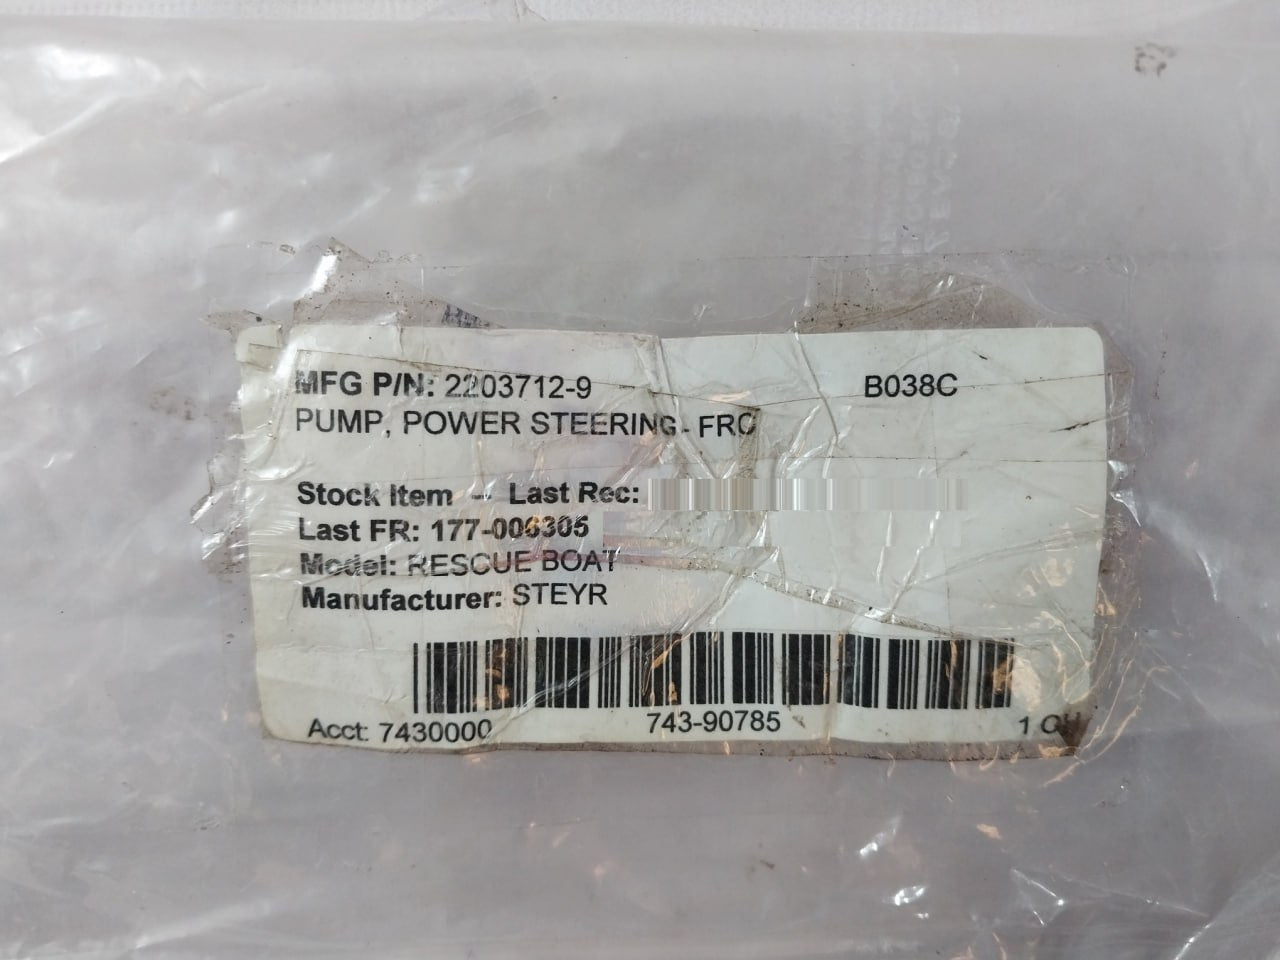 MFG P/N: 2203712-9 B038C
PUMP, POWER STEERING- FRC
Stock Item – Last Rec:
Last FR: 177-006305
Model: RESCUE BOAT
Manufacturer: STEYR
Acct: 7430000 743-90785 1